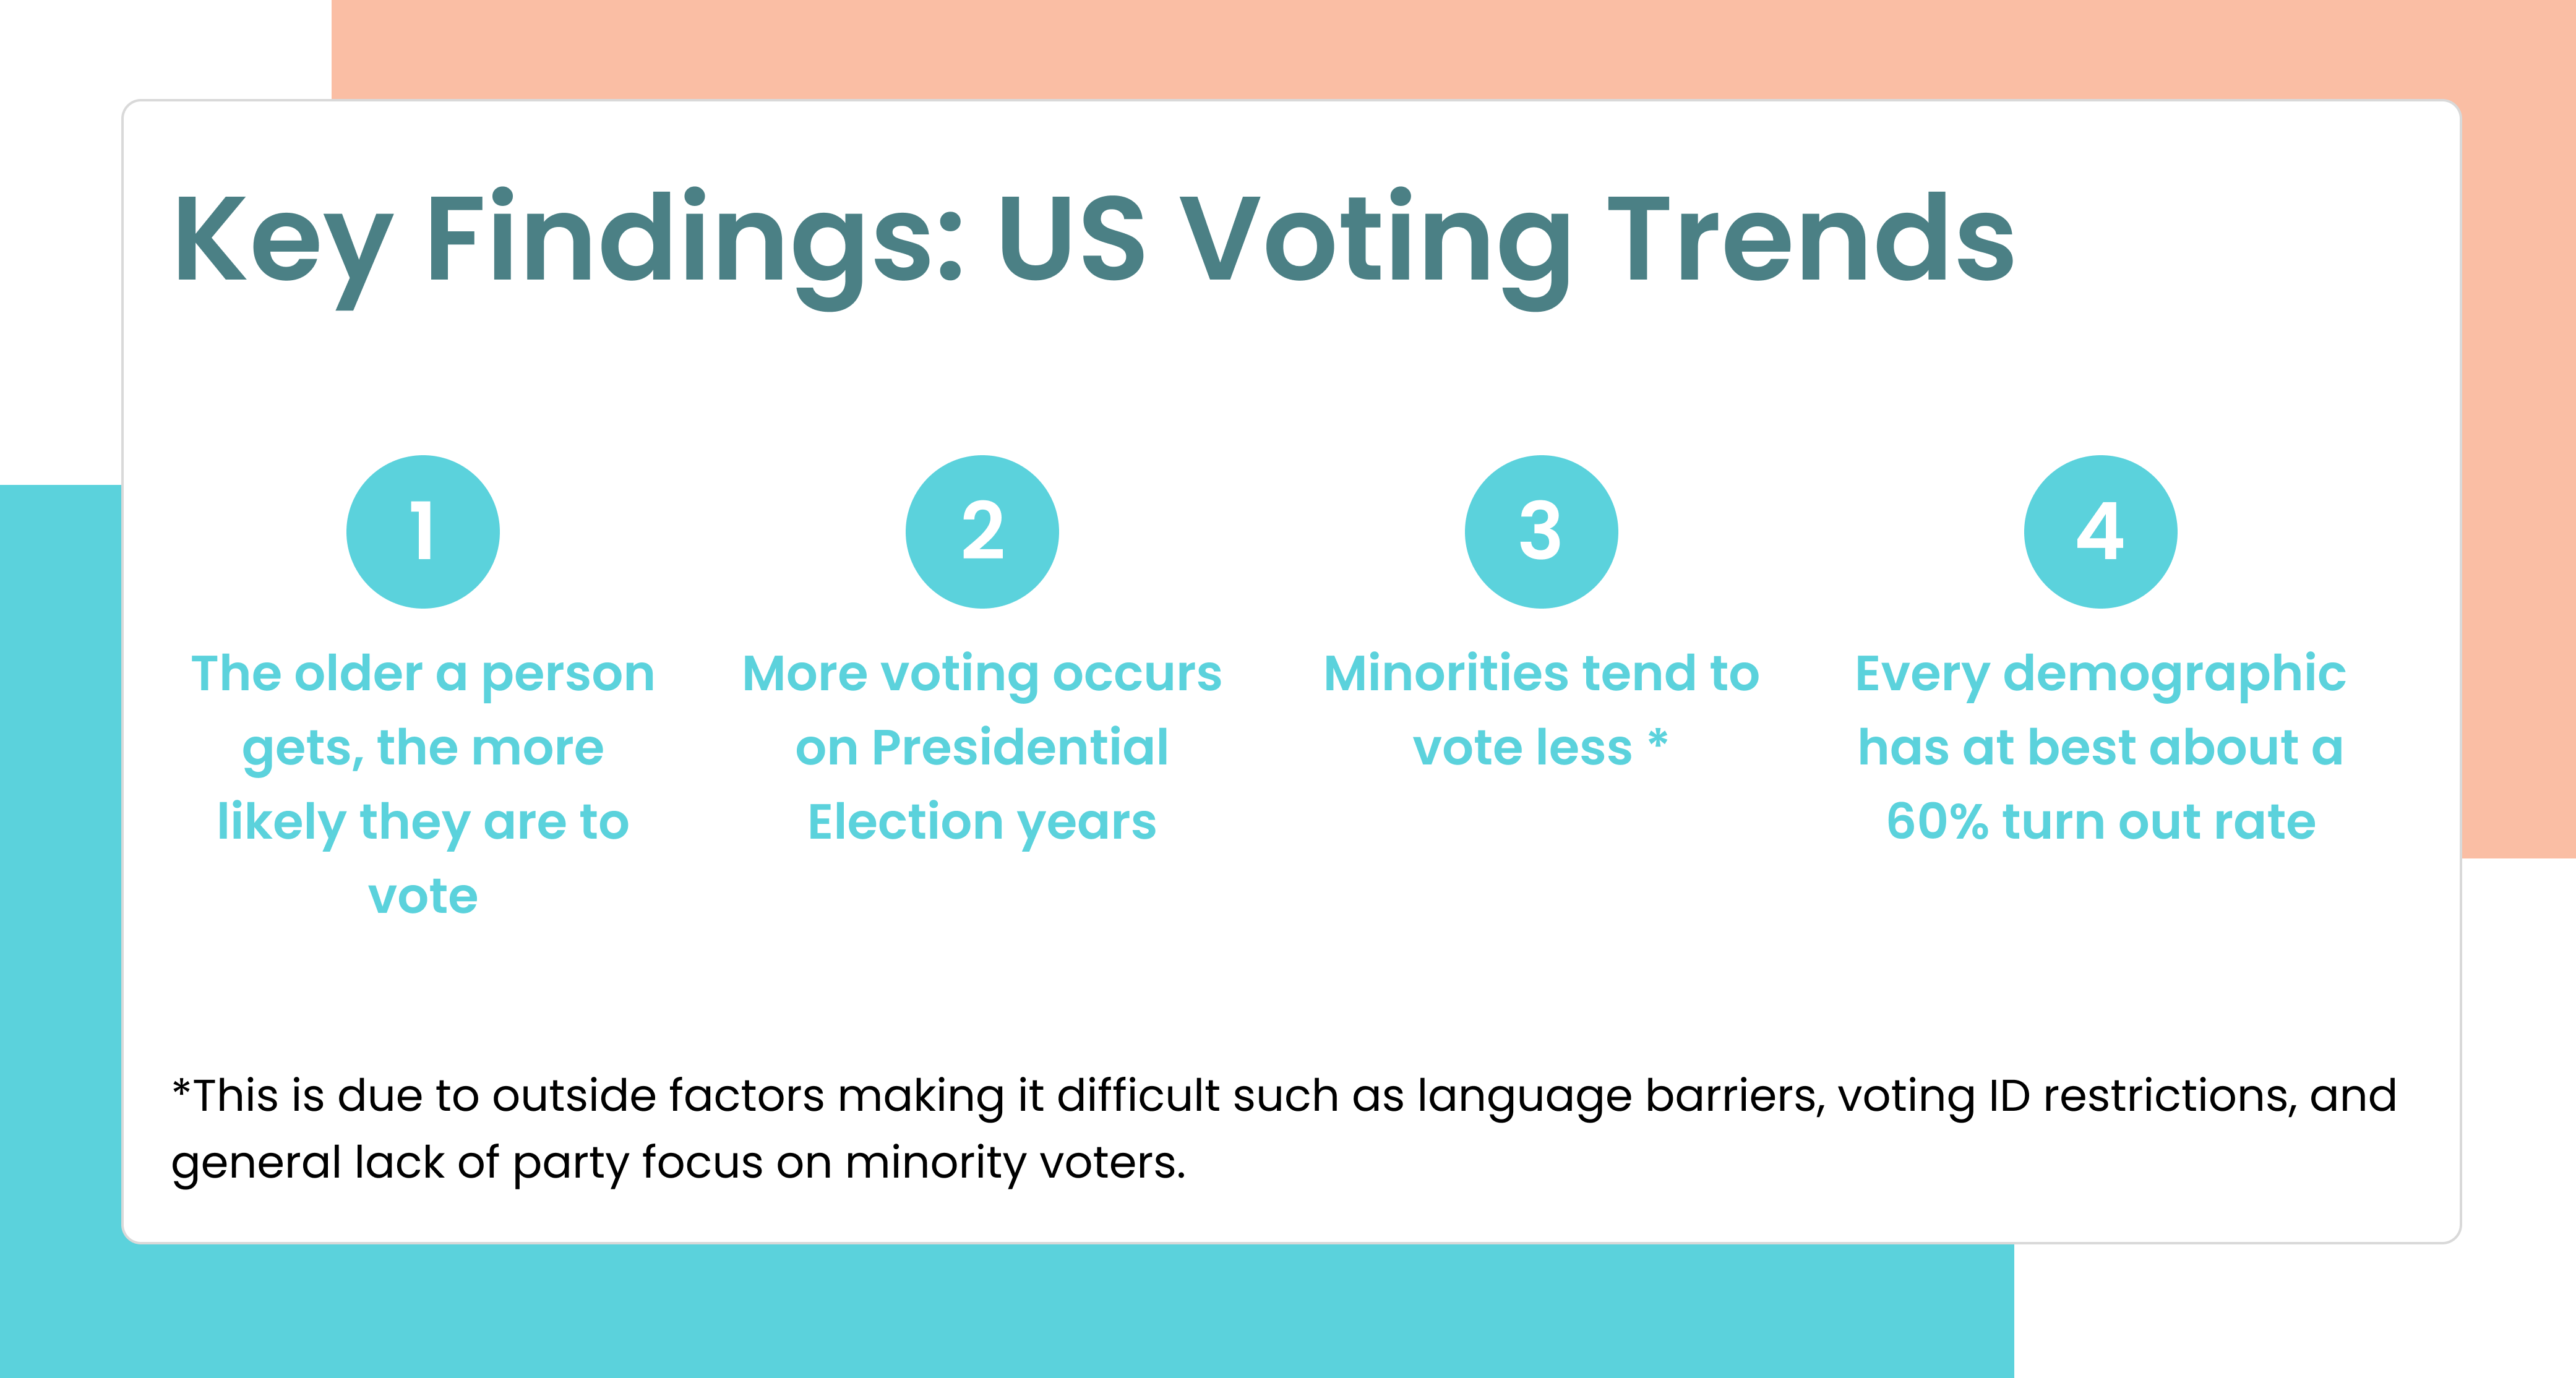 Key Findings: US Voting Trends
1
The older a person
gets, the more
likely they are to
vote
2
More voting occurs
on Presidential
Election years
3
Minorities tend to
vote less *
4
Every demographic
has at best about a
60% turn out rate
*This is due to outside factors making it difficult such as language barriers, voting ID restrictions, and
general lack of party focus on minority voters.